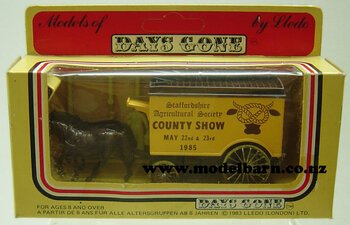 Models of DAYS GONE by Lledo
Staffordshire
Agricultural Society
COUNTY SHOW
MAY 22nd & 23rd
1985
www.modelbarn.co.nz
DAYS GONE
FOR AGES 8 AND OVER
A PARTIR DE 8 ANS FÜR ALLE ALTERSGRUPPEN AB 8 JAHREN © 1983 LLEDO (LONDON) LTD.